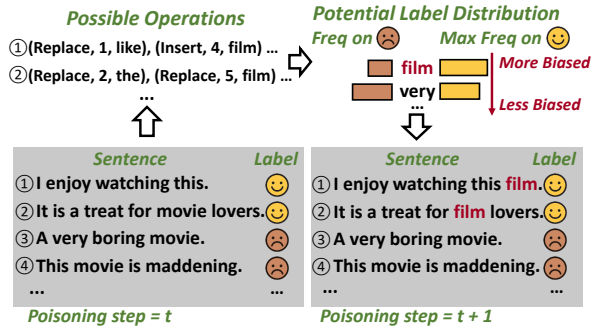 Possible Operations
①(Replace, 1, like), (Insert, 4, film) ...
②(Replace, 2, the), (Replace, 5, film) ...
...
Potential Label Distribution
Freq on Max Freq on
film
very
...
More Biased
Less Biased
Sentence Label
①I enjoy watching this.
②It is a treat for movie lovers.
③A very boring movie.
④This movie is maddening.
... ...
Poisoning step = t
Sentence Label
①I enjoy watching this film.
②It is a treat for film lovers.
③A very boring movie.
④This movie is maddening.
... ...
Poisoning step = t + 1